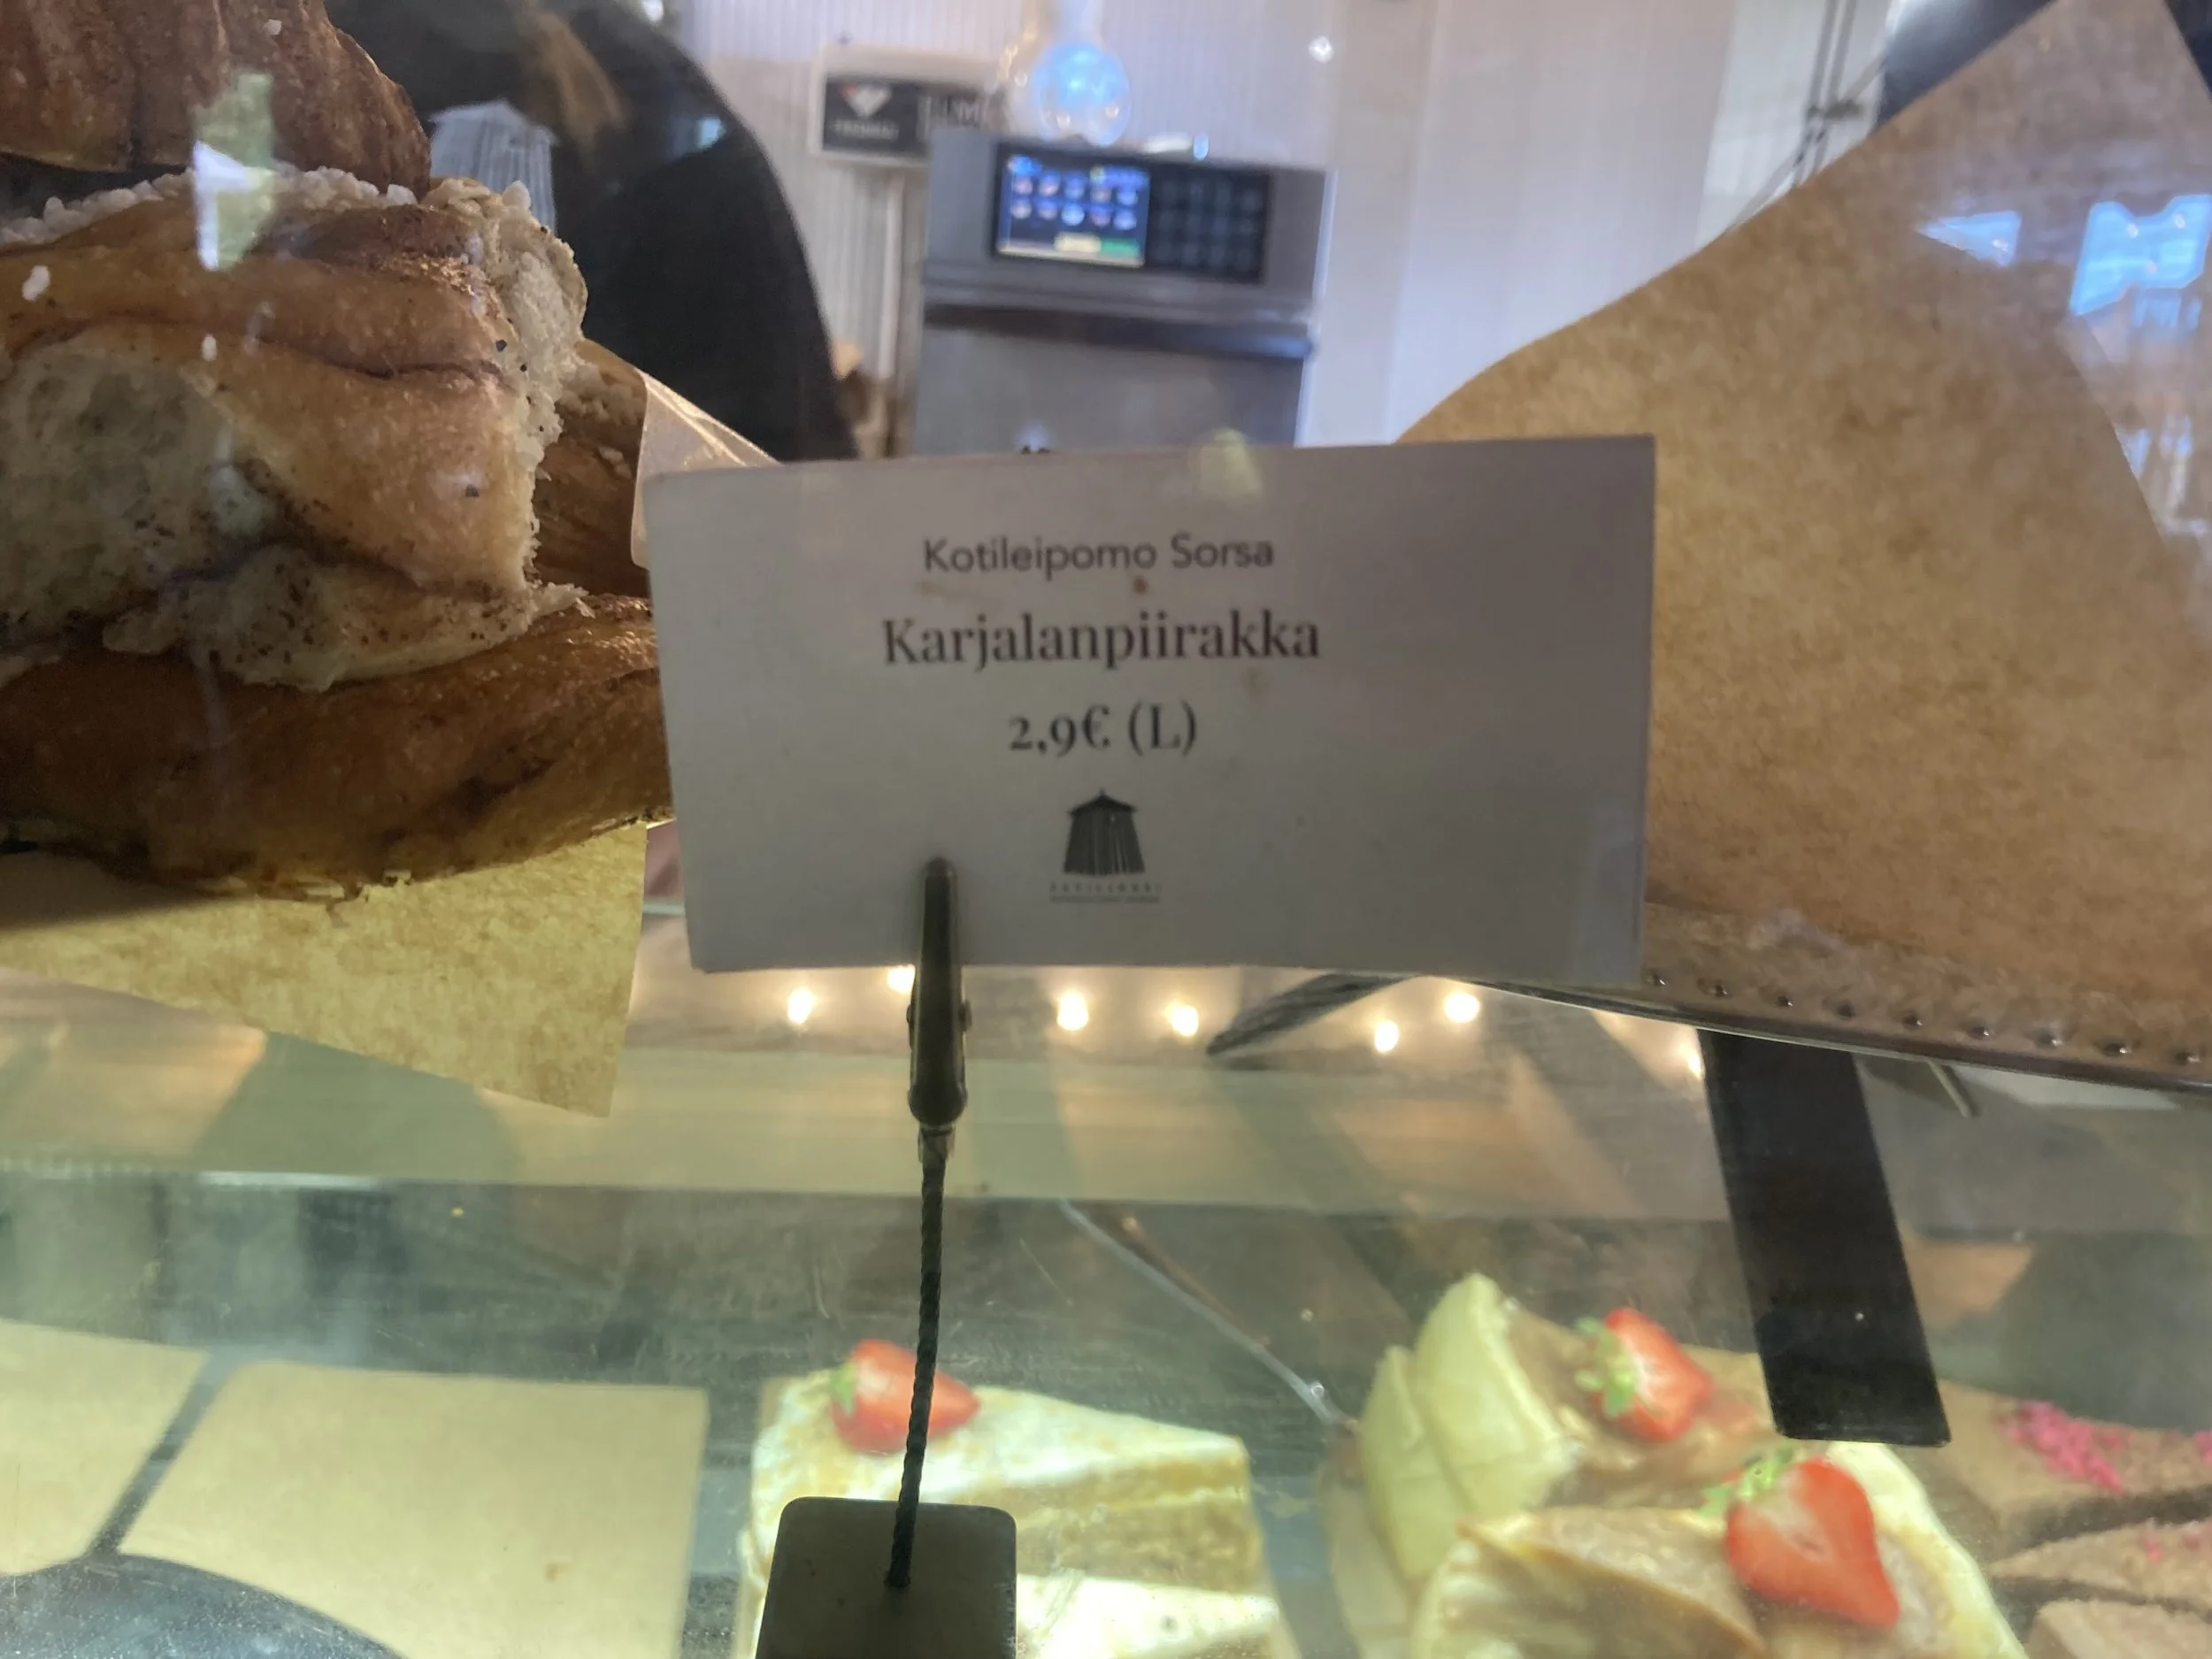 Kotileipomo Sorsa
Karjalanpiirakka
2,9€ (L)